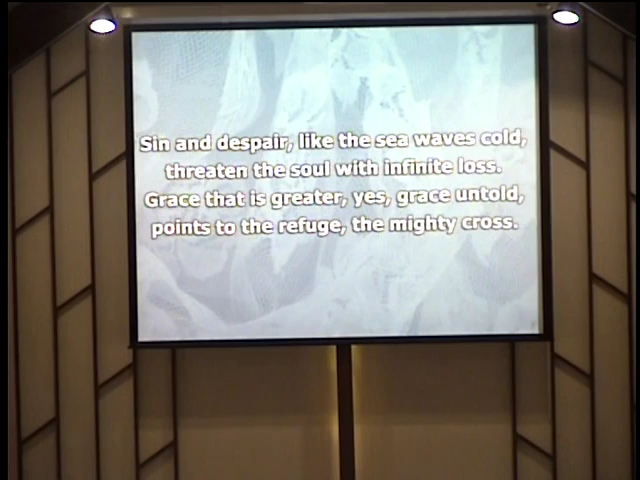 Sin and despair, like the sea waves cold,
threaten the soul with infinite loss.
Grace that is greater, yes, grace untold,
points to the refuge, the mighty cross.